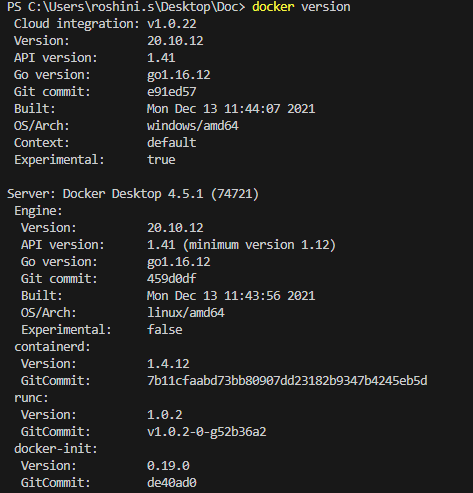 PS C:\Users\roshini.s\Desktop\Doc> docker version
Cloud integration: v1.0.22
Version: 20.10.12
API version: 1.41
Go version: go1.16.12
Git commit: e91ed57
Built: Mon Dec 13 11:44:07 2021
OS/Arch: windows/amd64
Context: default
Experimental: true

Server: Docker Desktop 4.5.1 (74721)
Engine:
Version: 20.10.12
API version: 1.41 (minimum version 1.12)
Go version: go1.16.12
Git commit: 459d0df
Built: Mon Dec 13 11:43:56 2021
OS/Arch: linux/amd64
Experimental: false
containerd:
Version: 1.4.12
GitCommit: 7b11cfaabd73bb80907dd23182b9347b4245eb5d
runc:
Version: 1.0.2
GitCommit: v1.0.2-0-g52b36a2
docker-init:
Version: 0.19.0
GitCommit: de40ad0